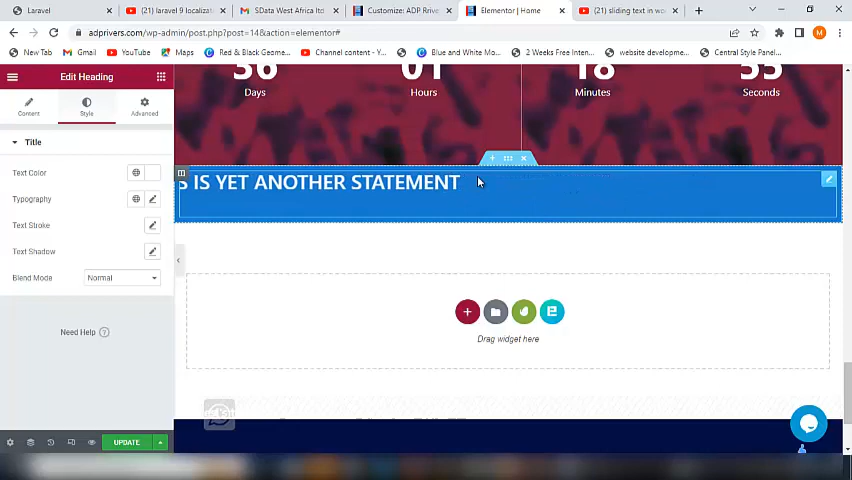 Laravel
(21) laravel 9 localizat
SData West Africa ltd
Customize: ADP Rrive
Elementor | Home
(21) sliding text in wo
adprivers.com/wp-admin/post.php?post=14&action=elementor#
New Tab
Gmail
YouTube
Maps
Red & Black Geome...
Channel content - Y...
Blue and White Mo...
2 Weeks Free Inten...
website developme...
Central Style Panel...
Edit Heading
Content
Style
Advanced
Title
Text Color
Typography
Text Stroke
Text Shadow
Blend Mode
Normal
Need Help
UPDATE
01
18
Days
Hours
Minutes
Seconds
S IS YET ANOTHER STATEMENT
Drag widget here